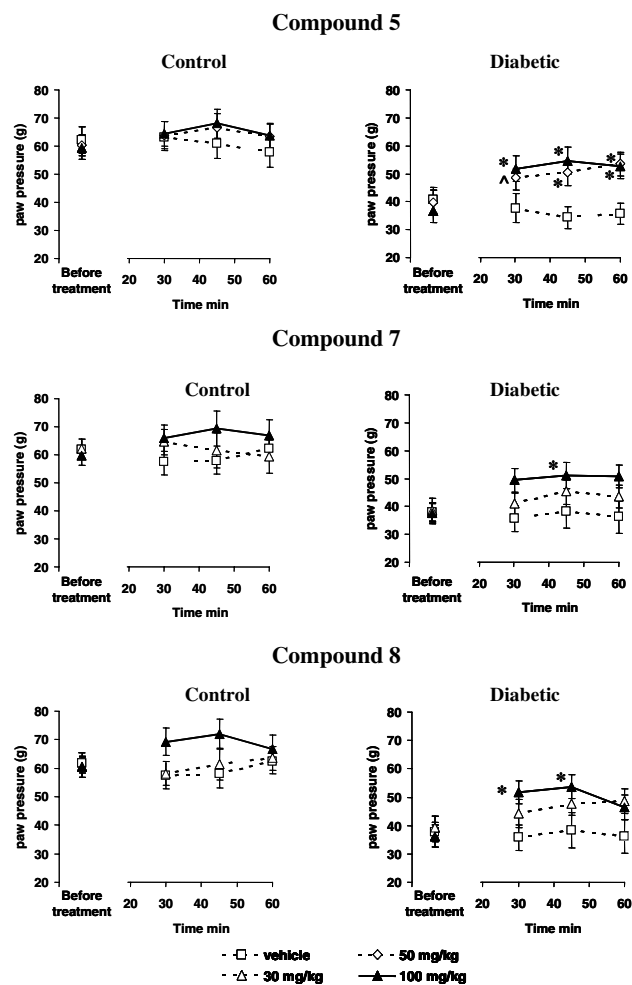 Compound 5
Control
Diabetic
paw pressure (g)
80
70
60
50
40
30
20
Before treatment
20 30 40 50 60
Time min
paw pressure (g)
80
70
60
50
40
30
20
*
^
*
*
*
*
Before treatment
20 30 40 50 60
Time min
Compound 7
Control
Diabetic
paw pressure (g)
80
70
60
50
40
30
20
Before treatment
20 30 40 50 60
Time min
paw pressure (g)
80
70
60
50
40
30
20
*
Before treatment
20 30 40 50 60
Time min
Compound 8
Control
Diabetic
paw pressure (g)
80
70
60
50
40
30
20
Before treatment
20 30 40 50 60
Time min
paw pressure (g)
80
70
60
50
40
30
20
*
*
Before treatment
20 30 40 50 60
Time min
vehicle
50 mg/kg
30 mg/kg
100 mg/kg